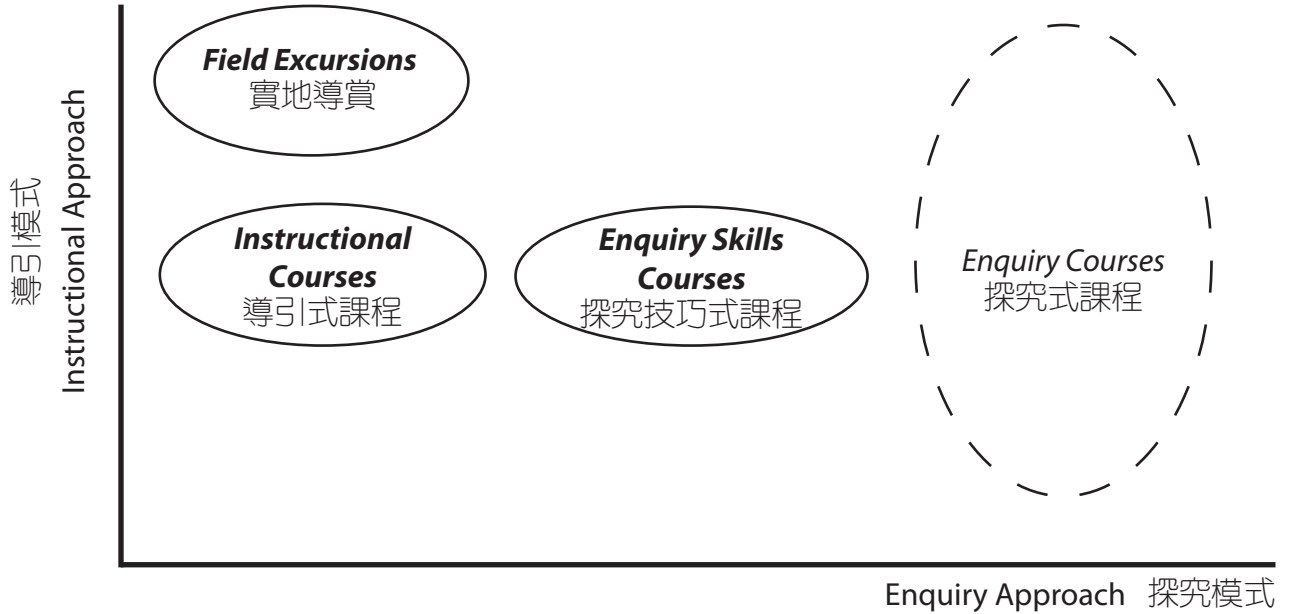 Field Excursions
實地導賞
Instructional
Courses
導引式課程
Enquiry Skills
Courses
探究技巧式課程
Enquiry Courses
探究式課程
導引模式
Instructional Approach
Enquiry Approach 探究模式